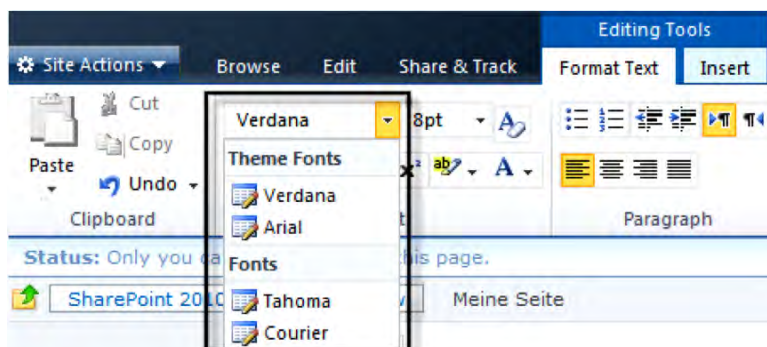 Editing Tools
Site Actions Browse Edit Share & Track Format Text Insert
Cut
Copy
Paste
Undo
Clipboard
Verdana 8pt
Theme Fonts
Verdana
Arial
Fonts
Tahoma
Courier
Paragraph
Status: Only you his page.
SharePoint 201 Meine Seite